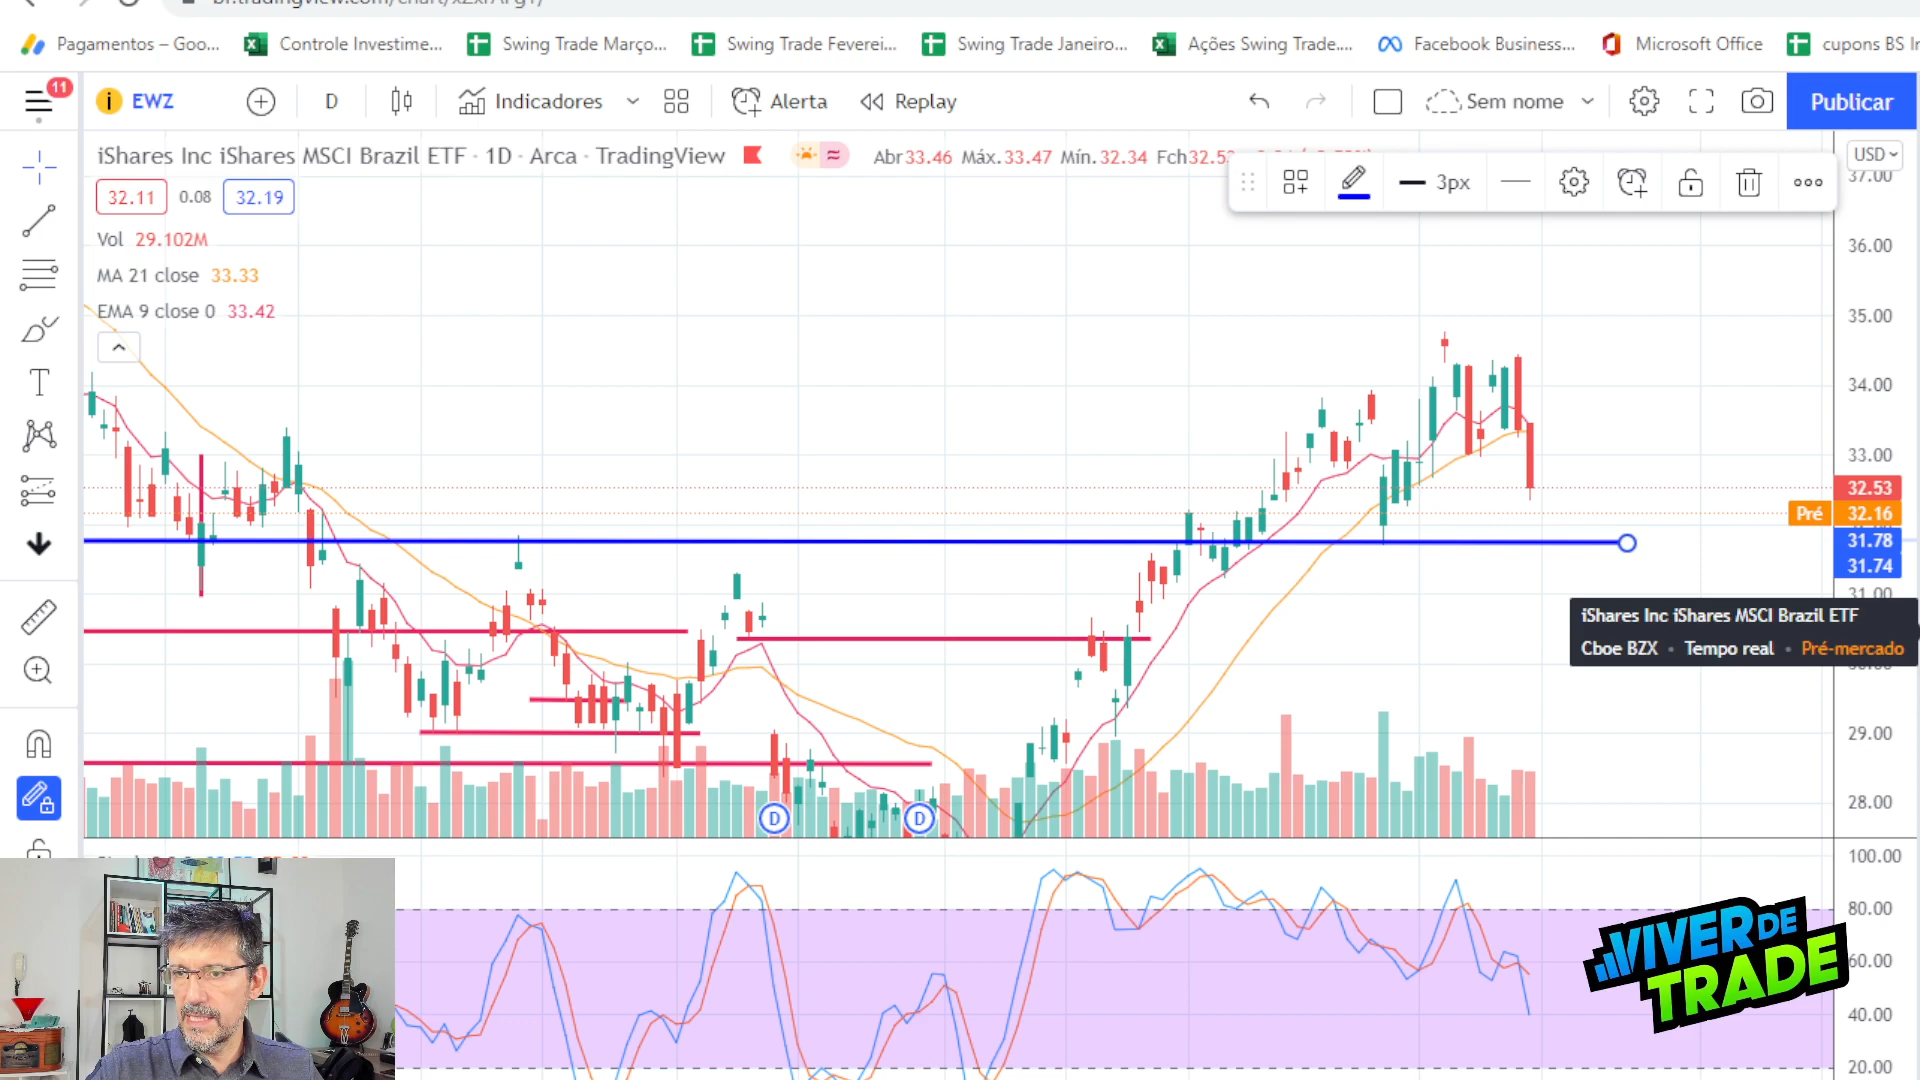 Pagamentos – Goo...
Controle Investime...
Swing Trade Março...
Swing Trade Feverei...
Swing Trade Janeiro...
Ações Swing Trade....
Facebook Business...
Microsoft Office
cupons BS
11
EWZ
D
Indicadores
Alerta
Replay
Sem nome
Publicar
iShares Inc iShares MSCI Brazil ETF · 1D · Arca · TradingView
Abr33.46 Máx.33.47 Mín.32.34 Fch32.53
USD
32.11
0.08
32.19
3px
Vol 29.102M
MA 21 close 33.33
EMA 9 close 0 33.42
37.00
36.00
35.00
34.00
33.00
32.53
Pré 32.16
31.78
31.74
31.00
iShares Inc iShares MSCI Brazil ETF
Cboe BZX • Tempo real • Pré-mercado
29.00
28.00
D
D
100.00
80.00
60.00
40.00
20.00
VIVER DE
TRADE